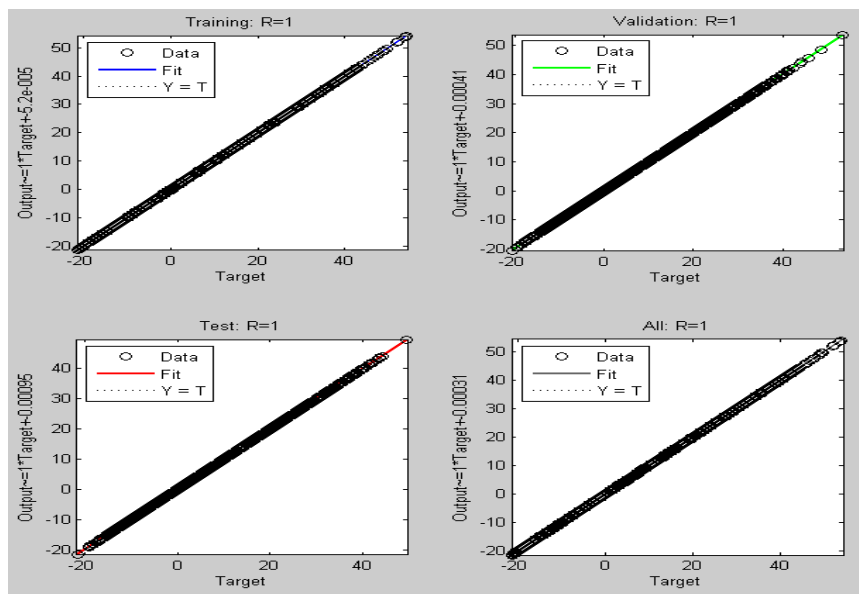 Training: R=1
Output~=1*Target+-5.2e-005
50
40
30
20
10
0
-10
-20
Data
Fit
Y = T
-20
0
20
40
Target
Validation: R=1
Output~=1*Target+-0.00041
50
40
30
20
10
0
-10
-20
Data
Fit
Y = T
-20
0
20
40
Target
Test: R=1
Output~=1*Target+-0.00095
40
30
20
10
0
-10
-20
Data
Fit
Y = T
-20
0
20
40
Target
All: R=1
Output~=1*Target+-0.00031
50
40
30
20
10
0
-10
-20
Data
Fit
Y = T
-20
0
20
40
Target